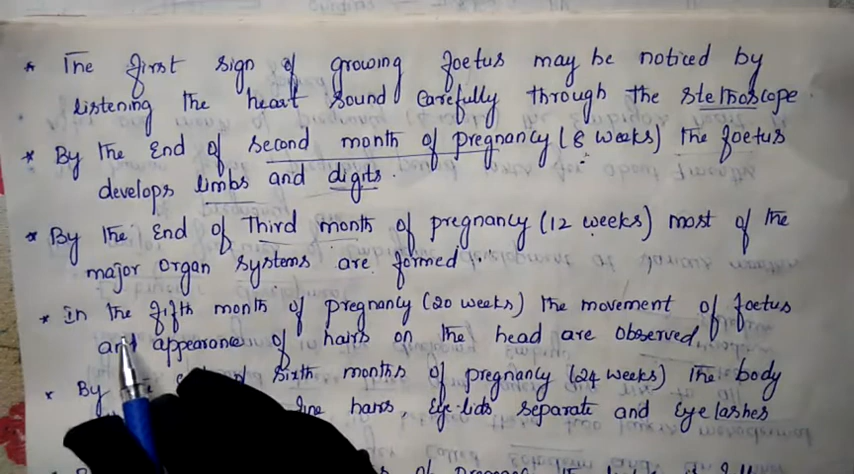 * The first sign of growing foetus may be noticed by
listening the heart sound carefully through the stethoscope
* By the End of second month of pregnancy (8 weeks) the foetus
develops limbs and digits.
* By the End of Third month of pregnancy (12 weeks) most of the
major organ systems are formed.
* In the fifth month of pregnancy (20 weeks) The movement of foetus
and appearance of hairs on the head are observed.
* By sixth months of pregnancy (24 weeks) The body
fine hairs, Eye-lids separate and Eye lashes